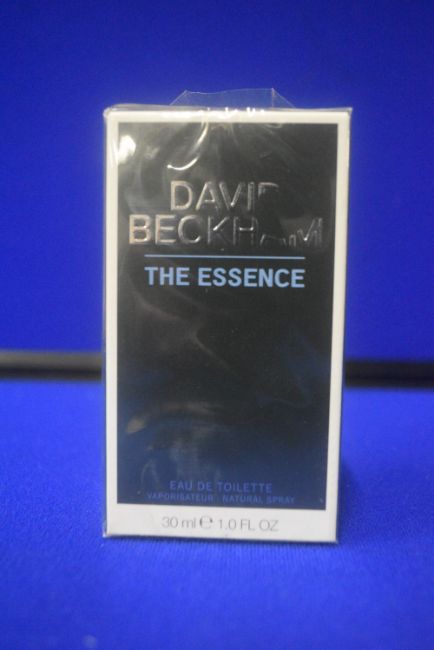 DAVID
BECKHAM
THE ESSENCE
EAU DE TOILETTE
VAPORISATEUR · NATURAL SPRAY
30 ml ℮ 1.0 FL OZ